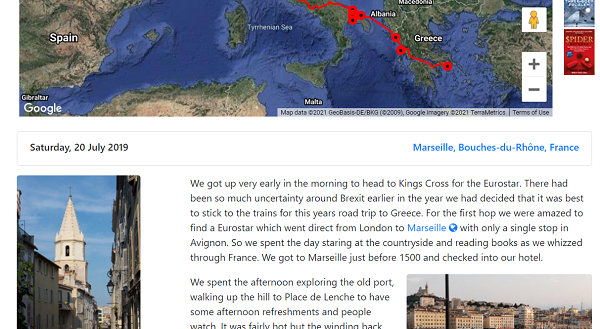 Tyrrhenian Sea
Albania
Spain
Greece
Gibraltar
Malta
Google
Map data ©2021 GeoBasis-DE/BKG (©2009), Google Imagery ©2021 TerraMetrics
Terms of Use
SPIDER
Saturday, 20 July 2019
Marseille, Bouches-du-Rhône, France
We got up very early in the morning to head to Kings Cross for the Eurostar. There had
been so much uncertainty around Brexit earlier in the year we had decided that it was best
to stick to the trains for this years road trip to Greece. For the first hop we were amazed to
find a Eurostar which went direct from London to Marseille with only a single stop in
Avignon. So we spent the day staring at the countryside and reading books as we whizzed
through France. We got to Marseille just before 1500 and checked into our hotel.
We spent the afternoon exploring the old port,
walking up the hill to Place de Lenche to have
some afternoon refreshments and people
watch. It was fairly hot but the winding back